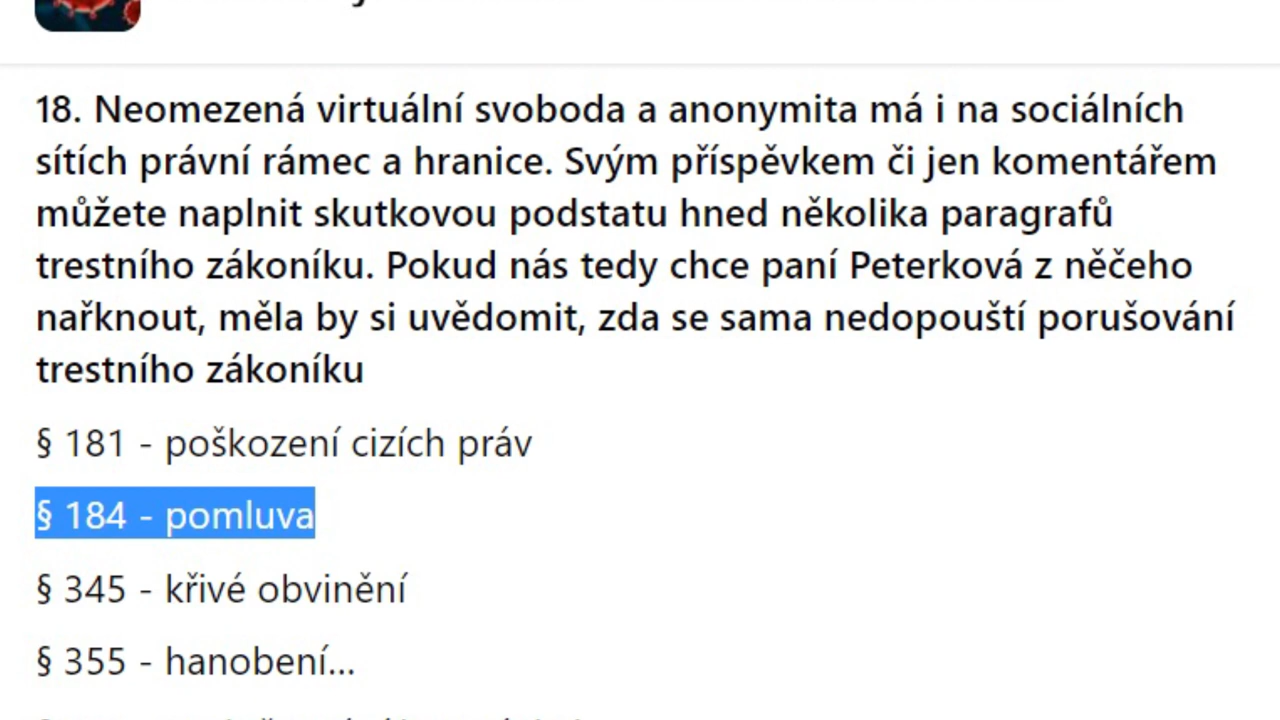 18. Neomezená virtuální svoboda a anonymita má i na sociálních
sítích právní rámec a hranice. Svým příspěvkem či jen komentářem
můžete naplnit skutkovou podstatu hned několika paragrafů
trestního zákoníku. Pokud nás tedy chce paní Peterková z něčeho
nařknout, měla by si uvědomit, zda se sama nedopouští porušování
trestního zákoníku
§ 181 - poškození cizích práv
§ 184 - pomluva
§ 345 - křivé obvinění
§ 355 - hanobení...